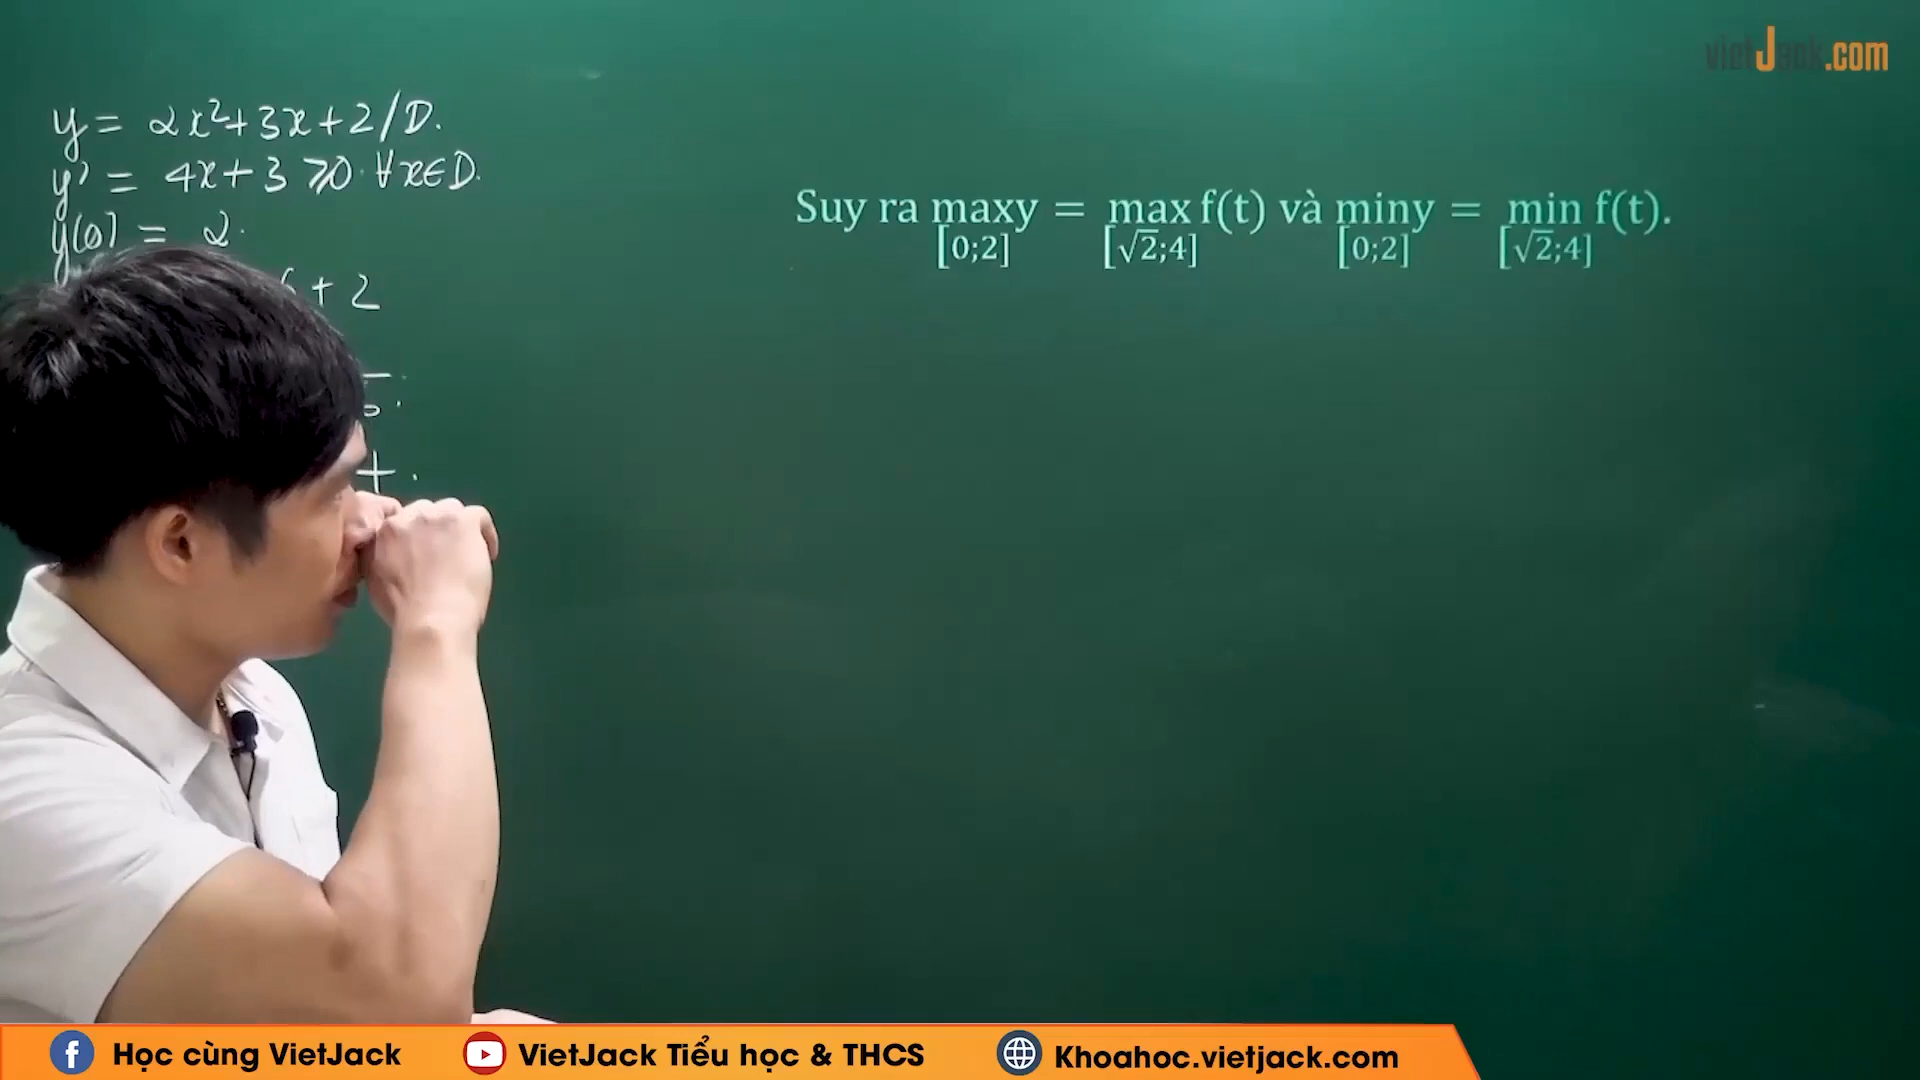 vietJack.com
y = 2x²+3x+2/D.
y' = 4x+3 ⩾0 ∀x∈D.
y(0) = 2.
+ 2
Suy ra maxy = max f(t) và miny = min f(t).
[0;2] [√2;4] [0;2] [√2;4]
Học cùng VietJack
VietJack Tiểu học & THCS
Khoahoc.vietjack.com